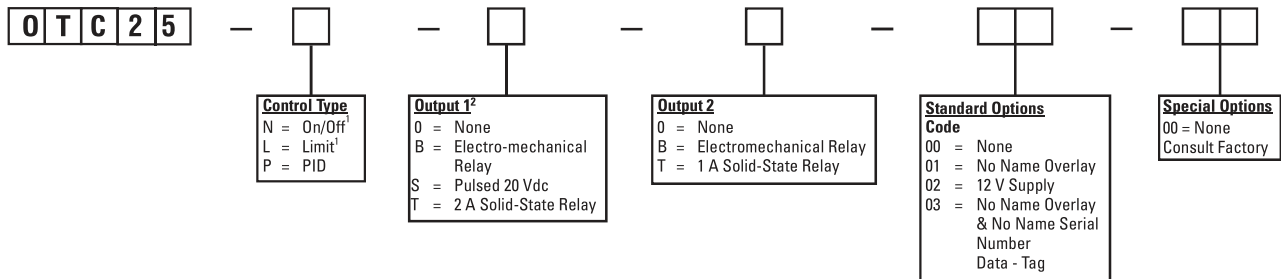 OTC25 – – – – –
Control Type
N = On/Off¹
L = Limit¹
P = PID
Output 1²
0 = None
B = Electro-mechanical
Relay
S = Pulsed 20 Vdc
T = 2 A Solid-State Relay
Output 2
0 = None
B = Electromechanical Relay
T = 1 A Solid-State Relay
Standard Options
Code
00 = None
01 = No Name Overlay
02 = 12 V Supply
03 = No Name Overlay
& No Name Serial
Number
Data - Tag
Special Options
00 = None
Consult Factory